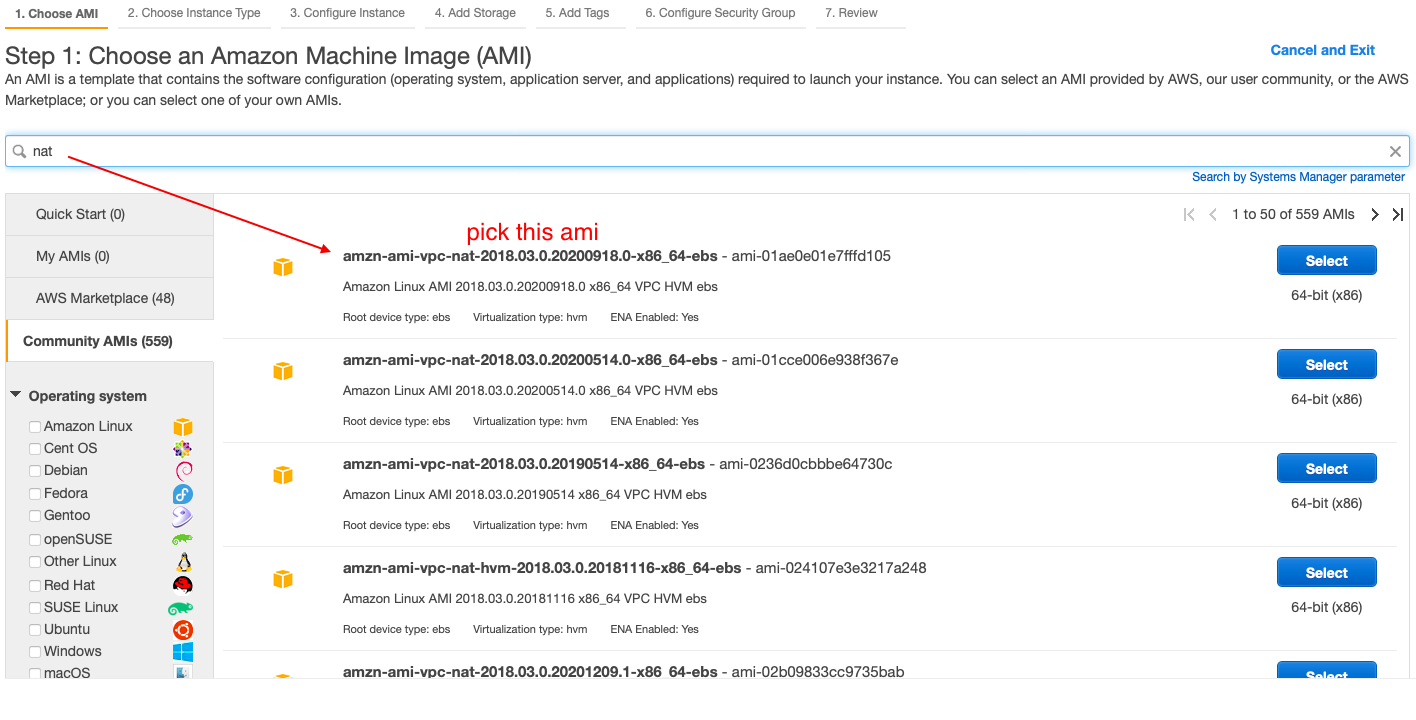 1. Choose AMI
2. Choose Instance Type
3. Configure Instance
4. Add Storage
5. Add Tags
6. Configure Security Group
7. Review
Step 1: Choose an Amazon Machine Image (AMI)
Cancel and Exit
An AMI is a template that contains the software configuration (operating system, application server, and applications) required to launch your instance. You can select an AMI provided by AWS, our user community, or the AWS
Marketplace; or you can select one of your own AMIs.
nat
Search by Systems Manager parameter
Quick Start (0)
My AMIs (0)
AWS Marketplace (48)
Community AMIs (559)
Operating system
Amazon Linux
Cent OS
Debian
Fedora
Gentoo
openSUSE
Other Linux
Red Hat
SUSE Linux
Ubuntu
Windows
macOS
1 to 50 of 559 AMIs
pick this ami
amzn-ami-vpc-nat-2018.03.0.20200918.0-x86_64-ebs - ami-01ae0e01e7fffd105
Amazon Linux AMI 2018.03.0.20200918.0 x86_64 VPC HVM ebs
Root device type: ebs Virtualization type: hvm ENA Enabled: Yes
Select
64-bit (x86)
amzn-ami-vpc-nat-2018.03.0.20200514.0-x86_64-ebs - ami-01cce006e938f367e
Amazon Linux AMI 2018.03.0.20200514.0 x86_64 VPC HVM ebs
Root device type: ebs Virtualization type: hvm ENA Enabled: Yes
Select
64-bit (x86)
amzn-ami-vpc-nat-2018.03.0.20190514-x86_64-ebs - ami-0236d0cbbbe64730c
Amazon Linux AMI 2018.03.0.20190514 x86_64 VPC HVM ebs
Root device type: ebs Virtualization type: hvm ENA Enabled: Yes
Select
64-bit (x86)
amzn-ami-vpc-nat-hvm-2018.03.0.20181116-x86_64-ebs - ami-024107e3e3217a248
Amazon Linux AMI 2018.03.0.20181116 x86_64 VPC HVM ebs
Root device type: ebs Virtualization type: hvm ENA Enabled: Yes
Select
64-bit (x86)
amzn-ami-vpc-nat-2018.03.0.20201209.1-x86_64-ebs - ami-02b09833cc9735bab
Select